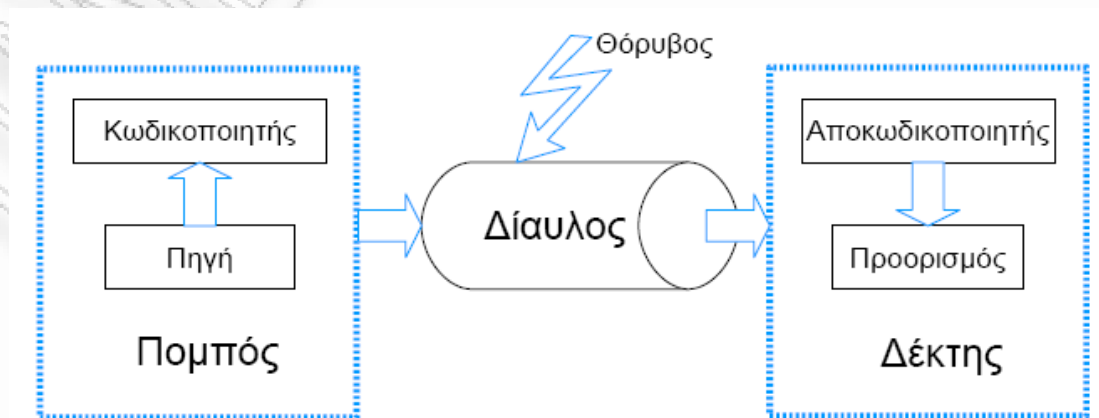 Θόρυβος
Κωδικοποιητής
Πηγή
Πομπός
Δίαυλος
Αποκωδικοποιητής
Προορισμός
Δέκτης